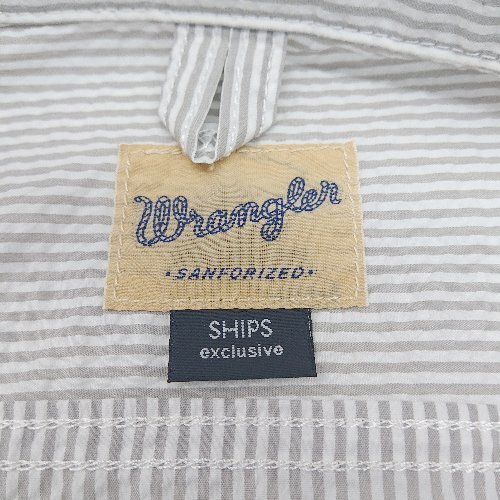 Wrangler
• SANFORIZED •
SHIPS
exclusive